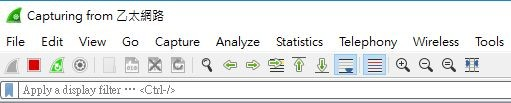 Capturing from 乙太網路
File Edit View Go Capture Analyze Statistics Telephony Wireless Tools
Apply a display filter ⋯ <Ctrl-/>